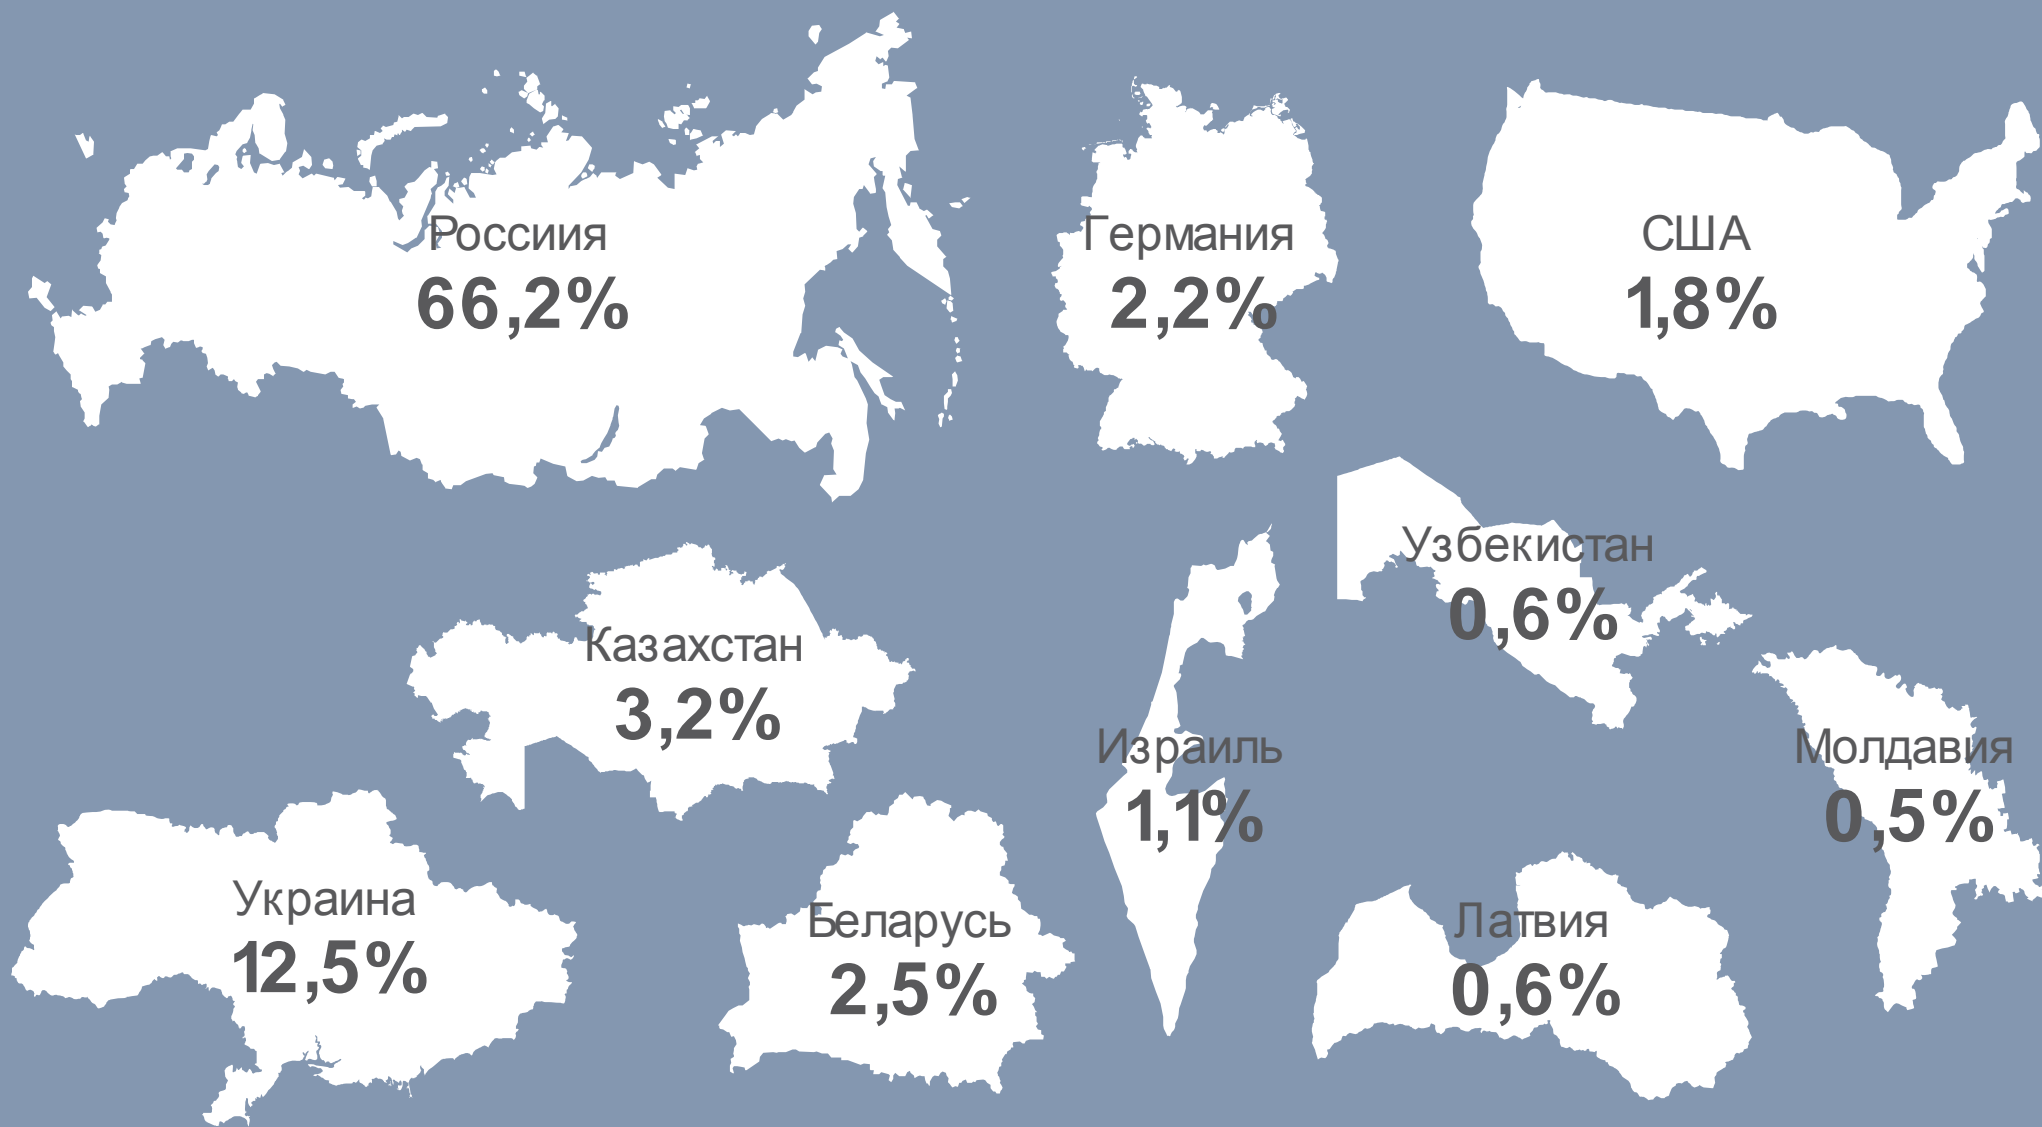 Россиия
66,2%
Германия
2,2%
США
1,8%
Узбекистан
0,6%
Казахстан
3,2%
Израиль
1,1%
Молдавия
0,5%
Украина
12,5%
Беларусь
2,5%
Латвия
0,6%